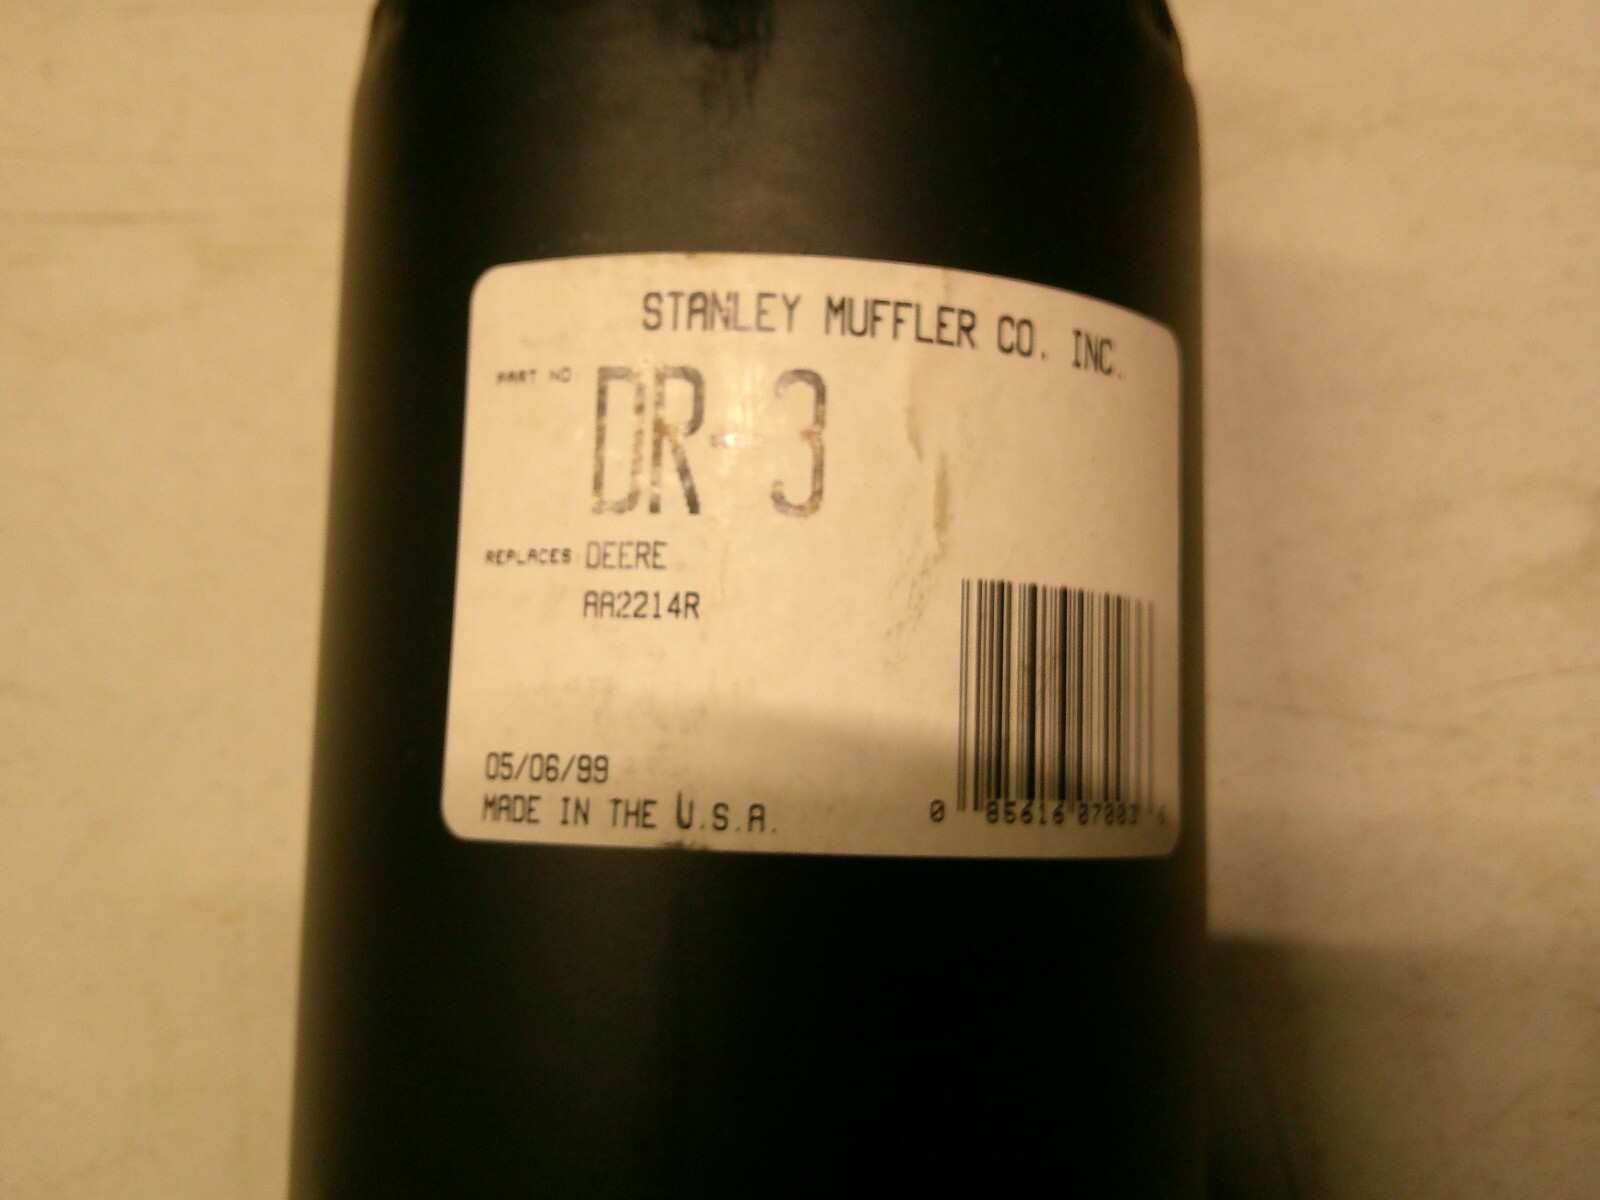 STANLEY MUFFLER CO. INC.
PART NO DR-3
REPLACES: DEERE
AA2214R
05/06/99
MADE IN THE U.S.A.
0 85616 07003 6